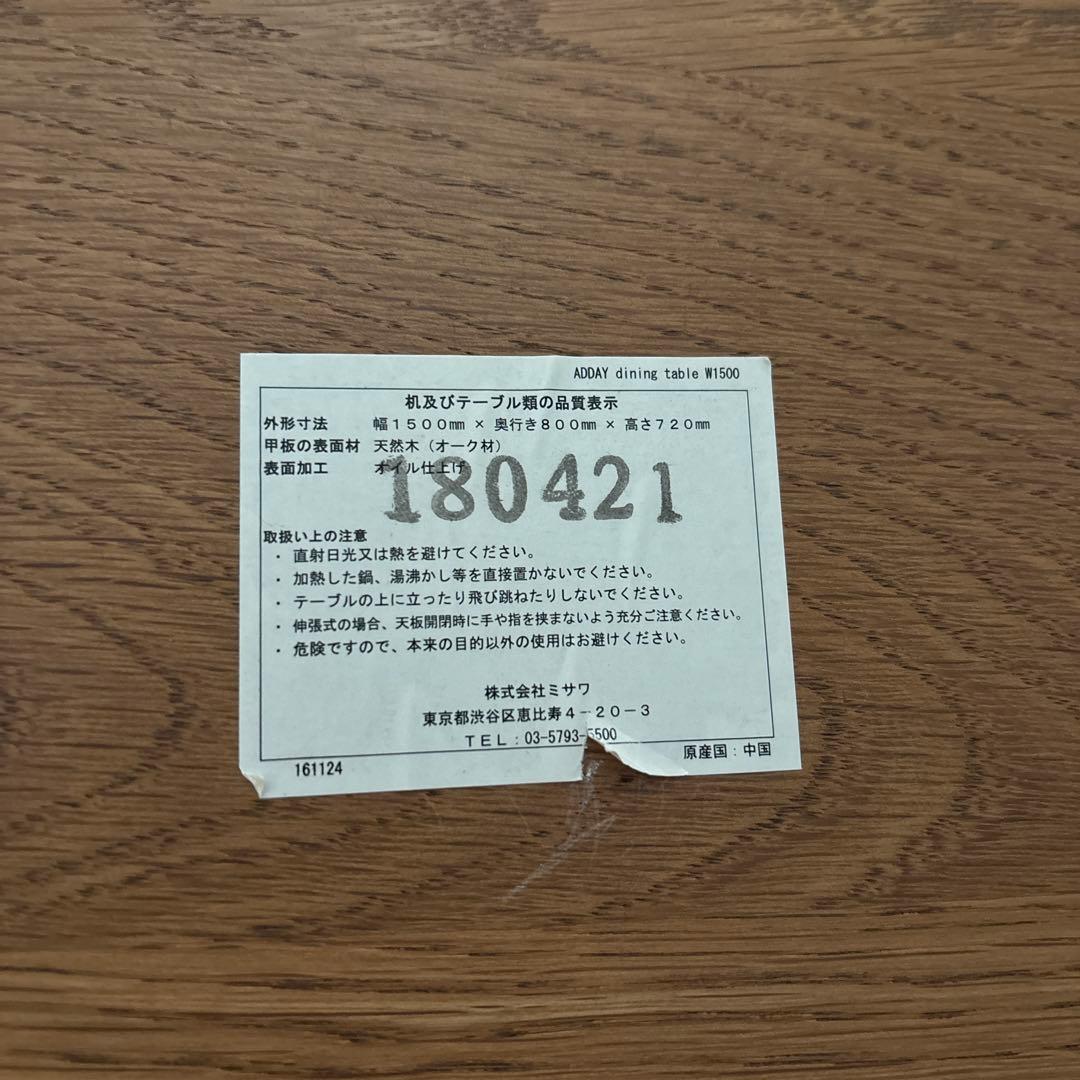 ADDAY dining table W1500
机及びテーブル類の品質表示
外形寸法 幅1500㎜ × 奥行き800㎜ × 高さ720㎜
甲板の表面材 天然木（オーク材）
表面加工 オイル仕上げ
180421
取扱い上の注意
・ 直射日光又は熱を避けてください。
・ 加熱した鍋、湯沸かし等を直接置かないでください。
・ テーブルの上に立ったり飛び跳ねたりしないでください。
・ 伸張式の場合、天板開閉時に手や指を挟まないよう充分ご注意ください。
・ 危険ですので、本来の目的以外の使用はお避けください。
株式会社ミサワ
東京都渋谷区恵比寿4－20－3
TEL：03-5793-5500
原産国：中国
161124